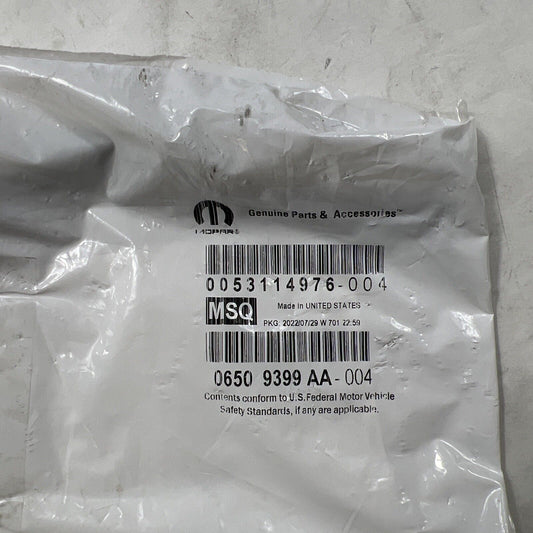 MOPAR®
Genuine Parts & Accessories™
0053114976-004
MSQ
Made in UNITED STATES
PKG: 2022/07/29 W 701 22:59
0650 9399 AA-004
Contents conform to U.S. Federal Motor Vehicle
Safety Standards, if any are applicable.